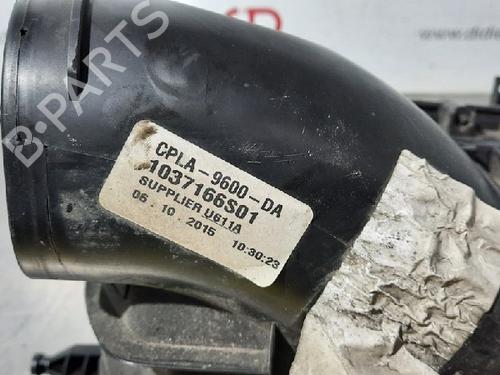 B-PARTS
CPLA-9600-DA
1037166S01
SUPPLIER U611A
06 . 10 . 2015 10:30:23